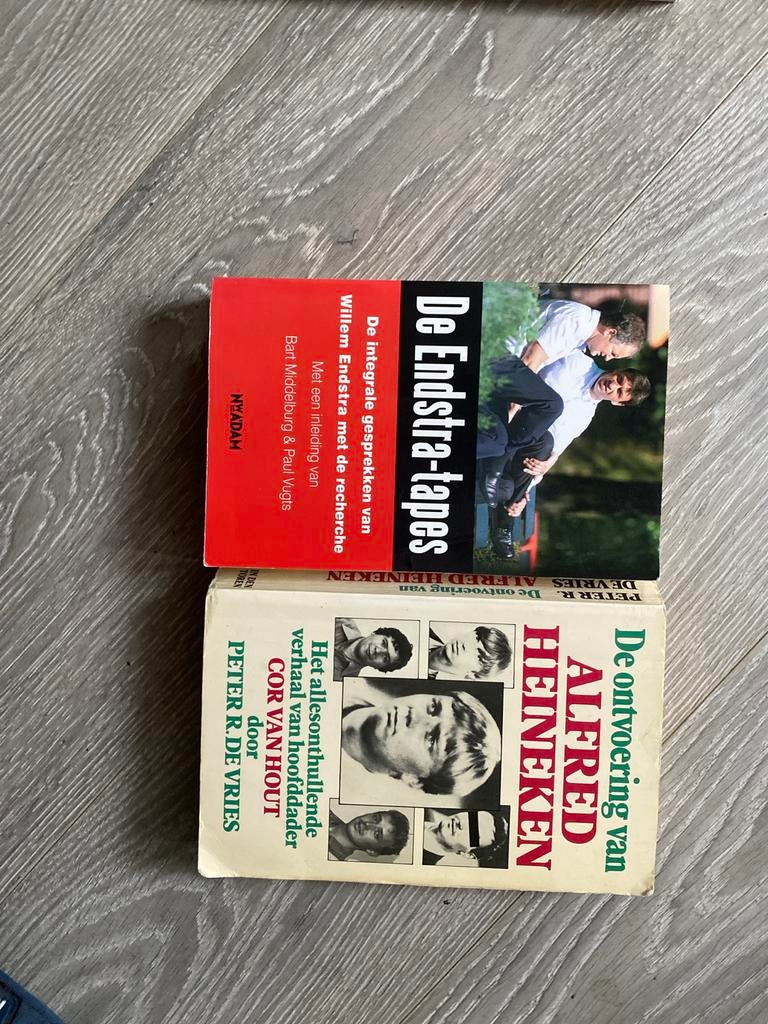 De Endstra-tapes
De integrale gesprekken van
Willem Endstra met de recherche
Met een inleiding van
Bart Middelburg & Paul Vugts
NW ADAM
PETER R.
DE VRIES
De ontvoering van
ALFRED HEINEKEN
De ontvoering van
ALFRED
HEINEKEN
Het allesonthullende
verhaal van hoofddader
COR VAN HOUT
door
PETER R. DE VRIES